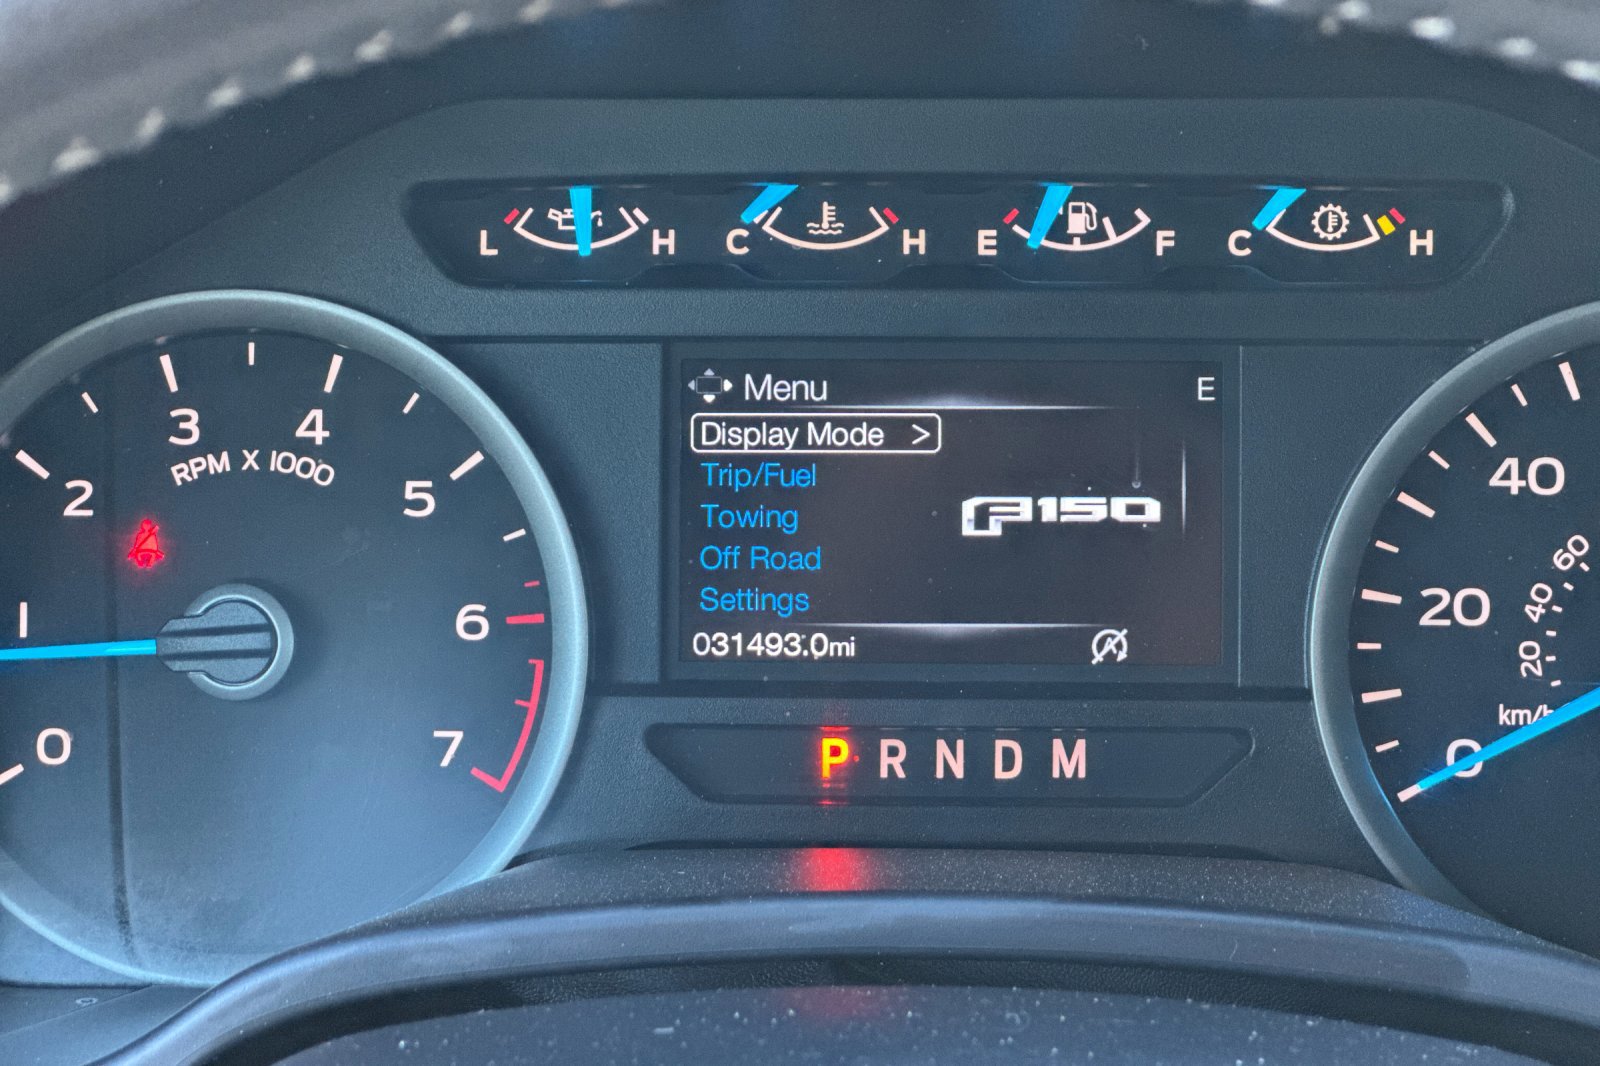 L H C H E F C H
3 4
RPM X 1000
2 5
1 6
0 7
Menu E
Display Mode >
Trip/Fuel
Towing
Off Road
Settings
F150
031493.0mi
A
P R N D M
40
20
0
60
40
20
km/h